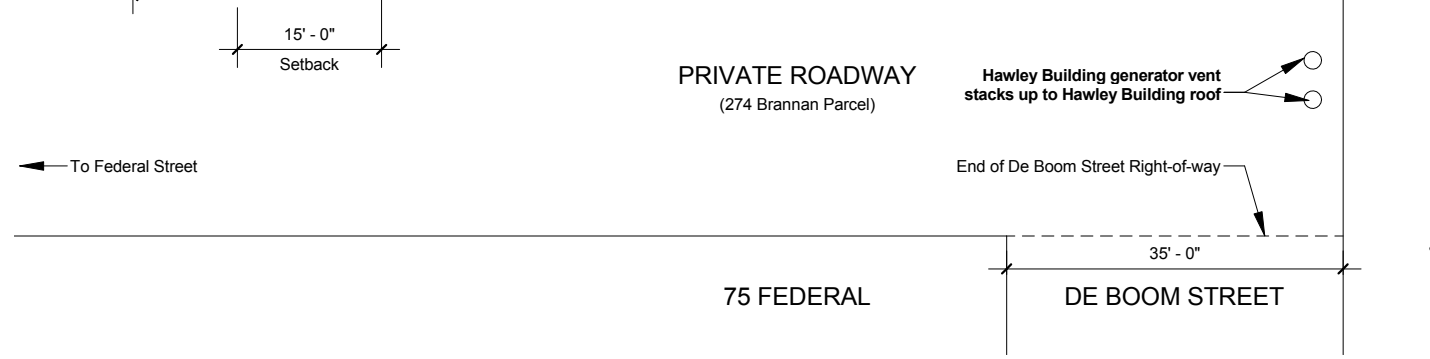 15' - 0"
Setback
PRIVATE ROADWAY
(274 Brannan Parcel)
Hawley Building generator vent
stacks up to Hawley Building roof
To Federal Street
End of De Boom Street Right-of-way
35' - 0"
75 FEDERAL
DE BOOM STREET